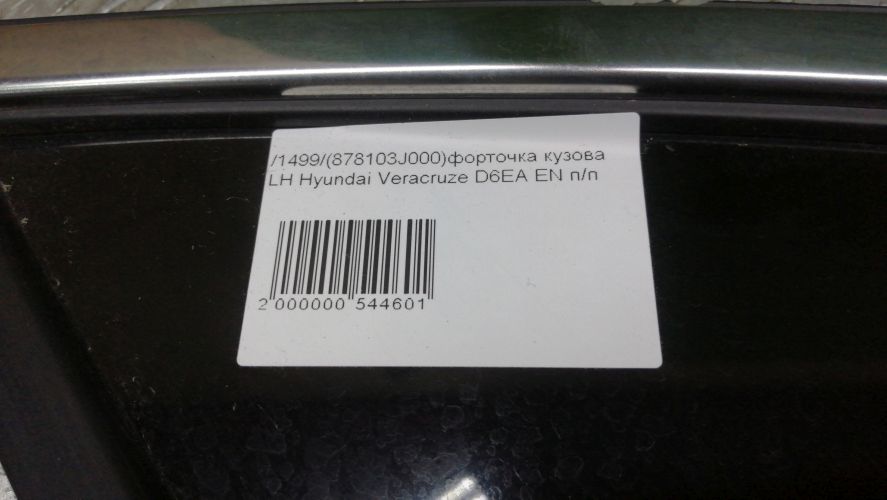 /1499/(878103J000)форточка кузова
LH Hyundai Veracruze D6EA EN п/п
2 000000 544601